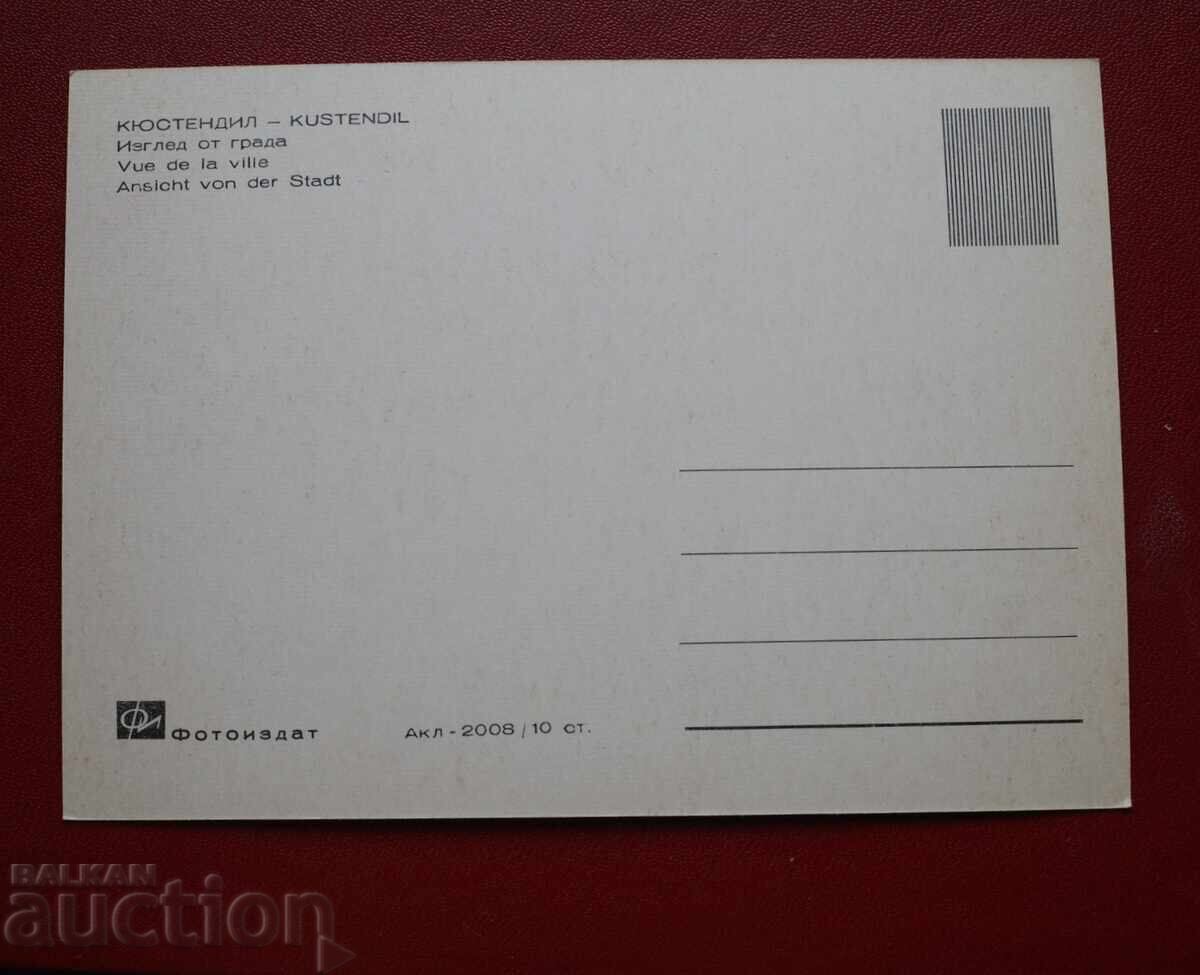 КЮСТЕНДИЛ – KUSTENDIL
Изглед от града
Vue de la ville
Ansicht von der Stadt
ФИ Фотоиздат
Акл - 2008 / 10 ст.
BALKAN
auction